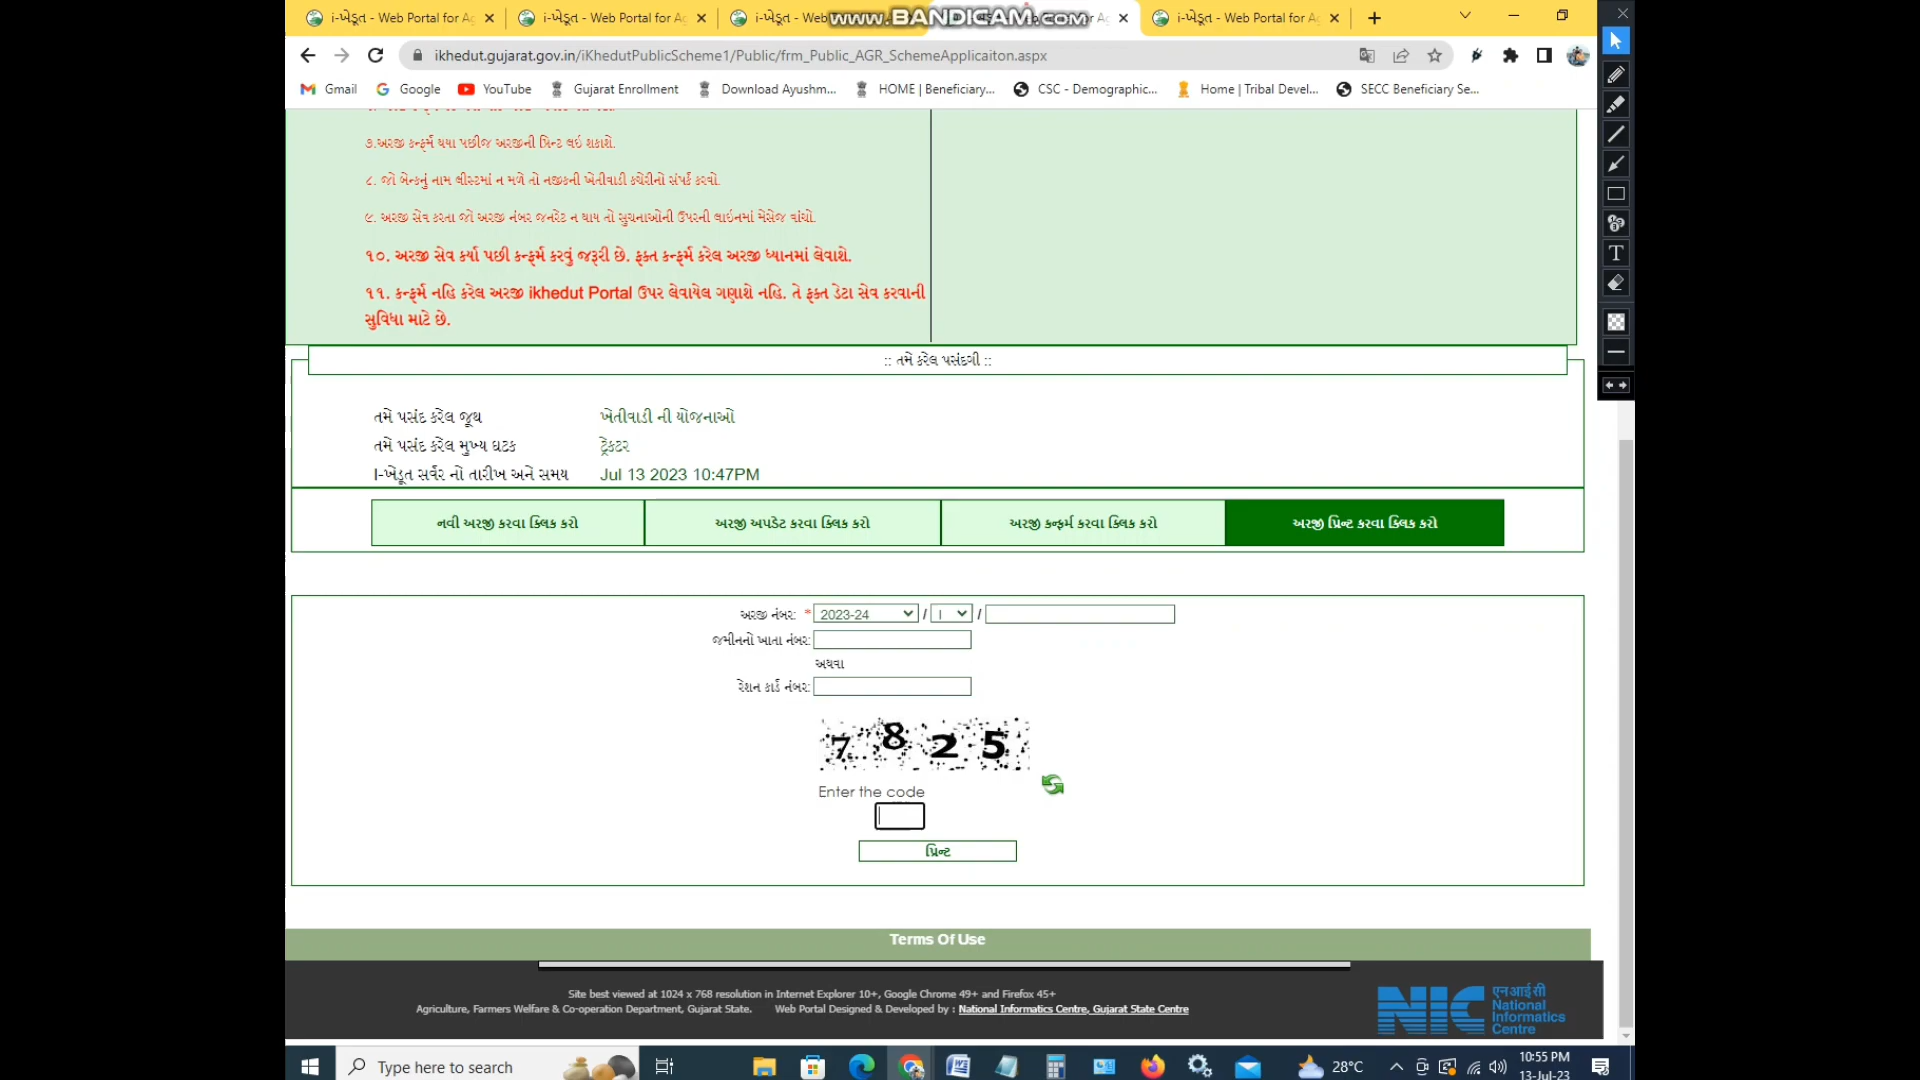 i-ખેડૂત - Web Portal for Ag
i-ખેડૂત - Web Portal for Ag
i-ખેડૂત - Web
www.BANDICAM.com
i-ખેડૂત - Web Portal for Ag
ikhedut.gujarat.gov.in/iKhedutPublicScheme1/Public/frm_Public_AGR_SchemeApplicaiton.aspx
Gmail Google YouTube Gujarat Enrollment Download Ayushm... HOME | Beneficiary... CSC - Demographic... Home | Tribal Devel... SECC Beneficiary Se...
૭.અરજી કન્ફર્મ થયા પછીજ અરજીની પ્રિન્ટ લઇ શકાશે.
૮. જો બેન્કનું નામ લીસ્ટમાં ન મળે તો નજીકની ખેતીવાડી કચેરીનો સંપર્ક કરવો.
૯. અરજી સેવ કરતા જો અરજી નંબર જનરેટ ન થાય તો સુચનાઓની ઉપરની લાઇનમાં મેસેજ વાંચો.
૧૦. અરજી સેવ કર્યા પછી કન્ફર્મ કરવું જરૂરી છે. ફક્ત કન્ફર્મ કરેલ અરજી ધ્યાનમાં લેવાશે.
૧૧. કન્ફર્મ નહિ કરેલ અરજી ikhedut Portal ઉપર લેવાયેલ ગણાશે નહિ. તે ફક્ત ડેટા સેવ કરવાની
સુવિધા માટે છે.
:: તમે કરેલ પસંદગી ::
તમે પસંદ કરેલ જૂથ ખેતીવાડી ની યોજનાઓ
તમે પસંદ કરેલ મુખ્ય ઘટક ટ્રેકટર
I-ખેડૂત સર્વર નો તારીખ અને સમય Jul 13 2023 10:47PM
નવી અરજી કરવા ક્લિક કરો અરજી અપડેટ કરવા ક્લિક કરો અરજી કન્ફર્મ કરવા ક્લિક કરો અરજી પ્રિન્ટ કરવા ક્લિક કરો
અરજી નંબર: * 2023-24 / I /
જમીનનો ખાતા નંબર:
અથવા
રેશન કાર્ડ નંબર:
7 8 2 5
Enter the code
પ્રિન્ટ
Terms Of Use
Site best viewed at 1024 x 768 resolution in Internet Explorer 10+, Google Chrome 49+ and Firefox 45+
Agriculture, Farmers Welfare & Co-operation Department, Gujarat State. Web Portal Designed & Developed by : National Informatics Centre, Gujarat State Centre
NIC एनआईसी
National
Informatics
Centre
Type here to search
28°C
10:55 PM
13-Jul-23